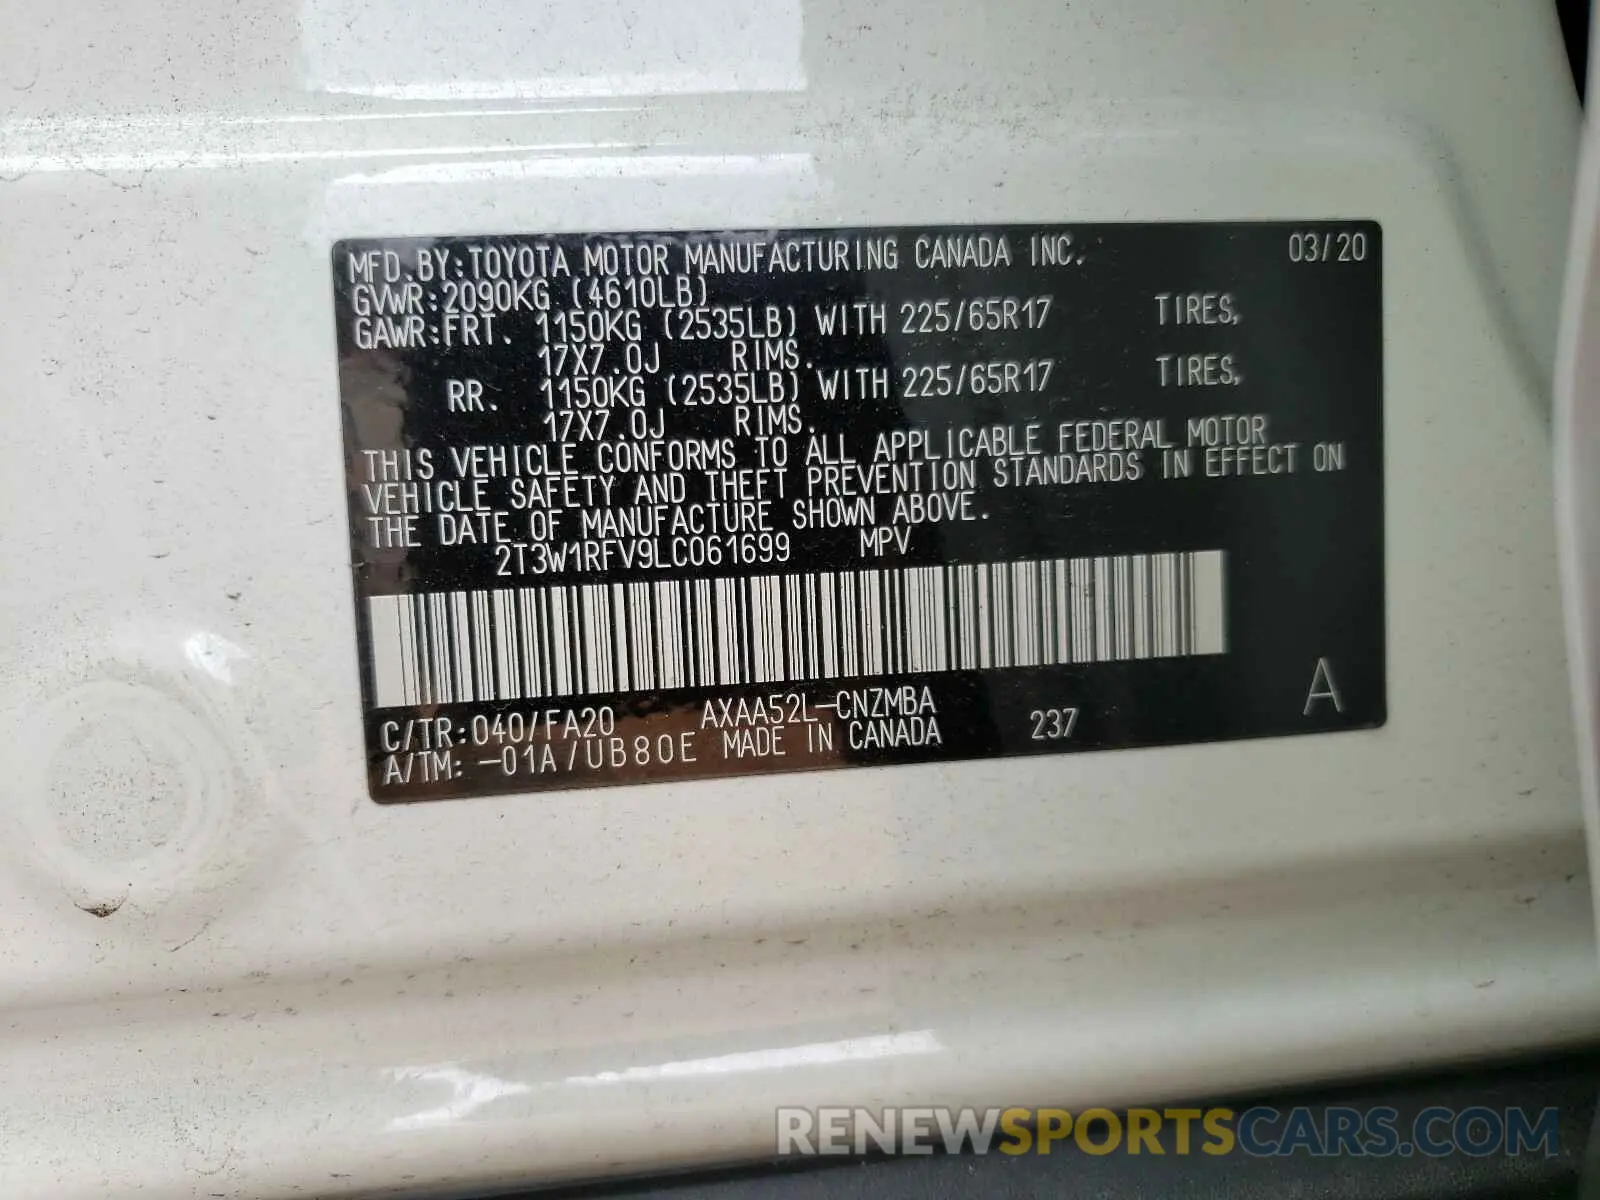 MFD.BY:TOYOTA MOTOR MANUFACTURING CANADA INC. 03/20
GVWR:2090KG (4610LB)
GAWR:FRT. 1150KG (2535LB) WITH 225/65R17 TIRES,
17X7.0J RIMS.
RR. 1150KG (2535LB) WITH 225/65R17 TIRES,
17X7.0J RIMS.
THIS VEHICLE CONFORMS TO ALL APPLICABLE FEDERAL MOTOR
VEHICLE SAFETY AND THEFT PREVENTION STANDARDS IN EFFECT ON
THE DATE OF MANUFACTURE SHOWN ABOVE.
2T3W1RFV9LC061699 MPV
C/TR:040/FA20 AXAA52L-CNZMBA
A/TM: -01A/UB80E MADE IN CANADA 237 A
RENEWSPORTSCARS.COM